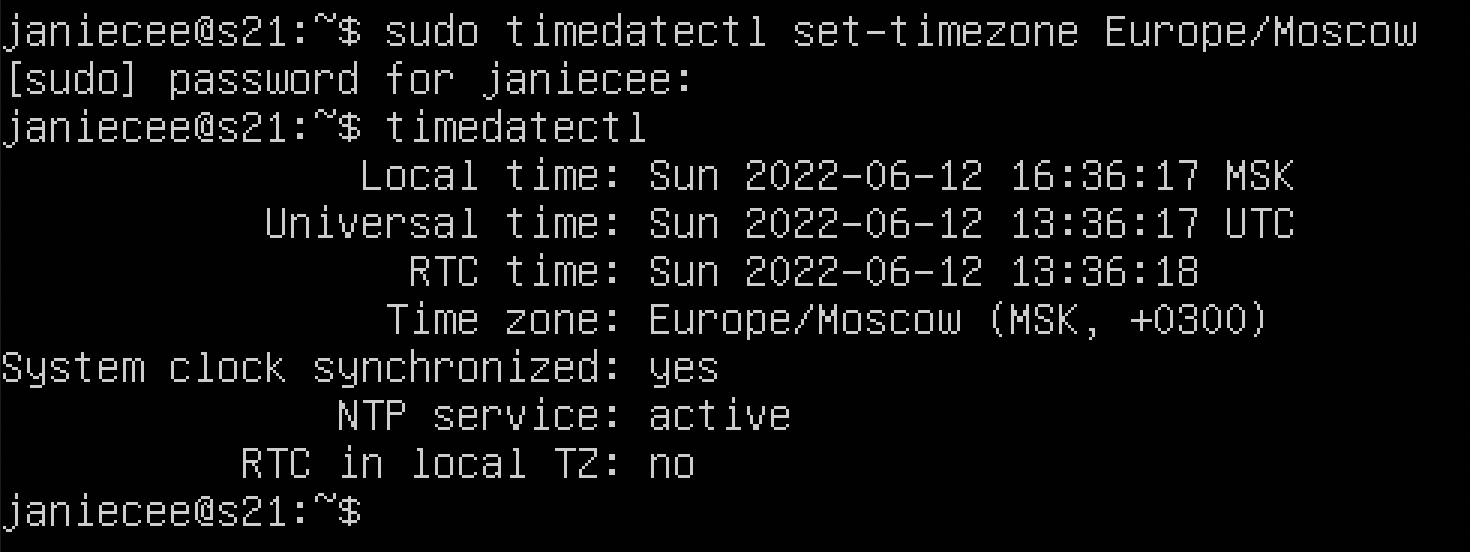 janiecee@s21:~$ sudo timedatectl set-timezone Europe/Moscow
[sudo] password for janiecee:
janiecee@s21:~$ timedatectl
               Local time: Sun 2022-06-12 16:36:17 MSK
           Universal time: Sun 2022-06-12 13:36:17 UTC
                 RTC time: Sun 2022-06-12 13:36:18
                Time zone: Europe/Moscow (MSK, +0300)
System clock synchronized: yes
              NTP service: active
          RTC in local TZ: no
janiecee@s21:~$